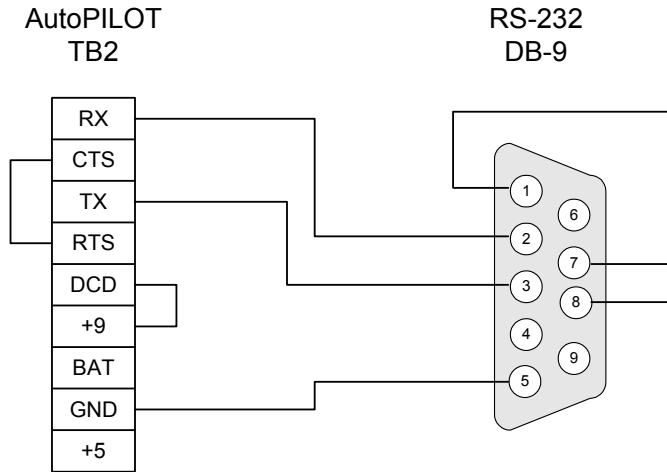 AutoPILOT
TB2
RS-232
DB-9
RX
CTS
TX
RTS
DCD
+9
BAT
GND
+5
1
2
3
4
5
6
7
8
9